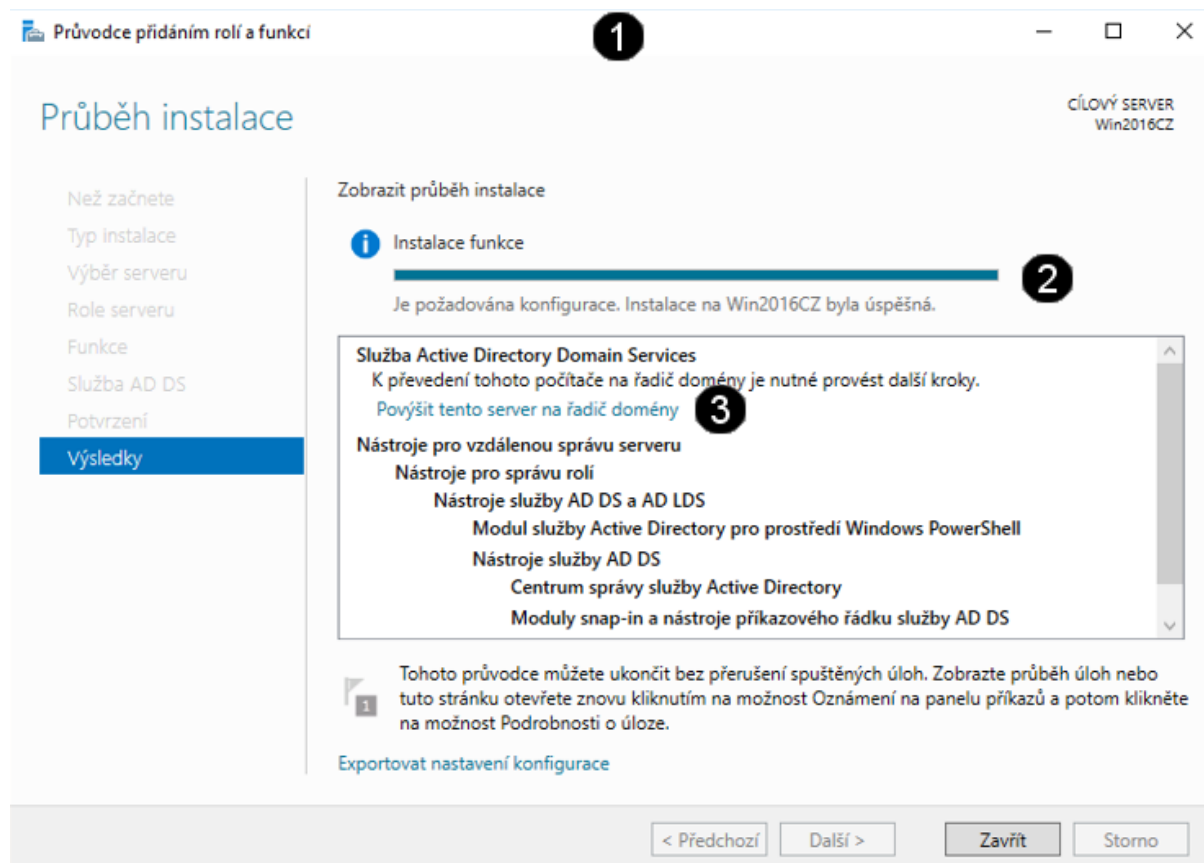 Průvodce přidáním rolí a funkcí
1
Průběh instalace
CÍLOVÝ SERVER
Win2016CZ
Než začnete
Typ instalace
Výběr serveru
Role serveru
Funkce
Služba AD DS
Potvrzení
Výsledky
Zobrazit průběh instalace
Instalace funkce
2
Je požadována konfigurace. Instalace na Win2016CZ byla úspěšná.
Služba Active Directory Domain Services
K převedení tohoto počítače na řadič domény je nutné provést další kroky.
Povýšit tento server na řadič domény
3
Nástroje pro vzdálenou správu serveru
Nástroje pro správu rolí
Nástroje služby AD DS a AD LDS
Modul služby Active Directory pro prostředí Windows PowerShell
Nástroje služby AD DS
Centrum správy služby Active Directory
Moduly snap-in a nástroje příkazového řádku služby AD DS
1
Tohoto průvodce můžete ukončit bez přerušení spuštěných úloh. Zobrazte průběh úloh nebo
tuto stránku otevřete znovu kliknutím na možnost Oznámení na panelu příkazů a potom klikněte
na možnost Podrobnosti o úloze.
Exportovat nastavení konfigurace
< Předchozí
Další >
Zavřít
Storno